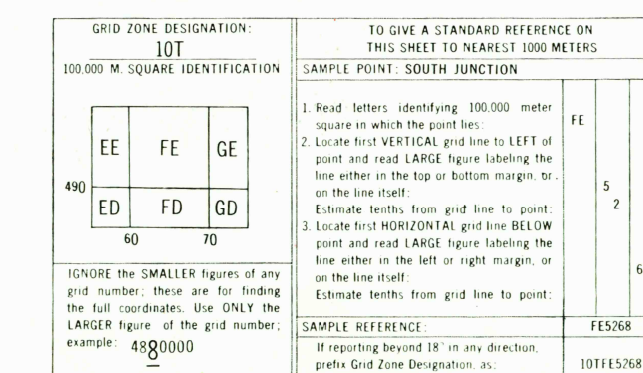 GRID ZONE DESIGNATION:
10T
100,000 M. SQUARE IDENTIFICATION
EE FE GE
490
ED FD GD
60 70
IGNORE the SMALLER figures of any
grid number; these are for finding
the full coordinates. Use ONLY the
LARGER figure of the grid number;
example: 4880000
TO GIVE A STANDARD REFERENCE ON
THIS SHEET TO NEAREST 1000 METERS
SAMPLE POINT: SOUTH JUNCTION
1. Read letters identifying 100,000 meter
square in which the point lies:
FE
2. Locate first VERTICAL grid line to LEFT of
point and read LARGE figure labeling the
line either in the top or bottom margin, or
on the line itself:
5
Estimate tenths from grid line to point:
2
3. Locate first HORIZONTAL grid line BELOW
point and read LARGE figure labeling the
line either in the left or right margin, or
on the line itself:
6
Estimate tenths from grid line to point:
SAMPLE REFERENCE:
FE5268
If reporting beyond 18° in any direction,
prefix Grid Zone Designation, as:
10TFE5268